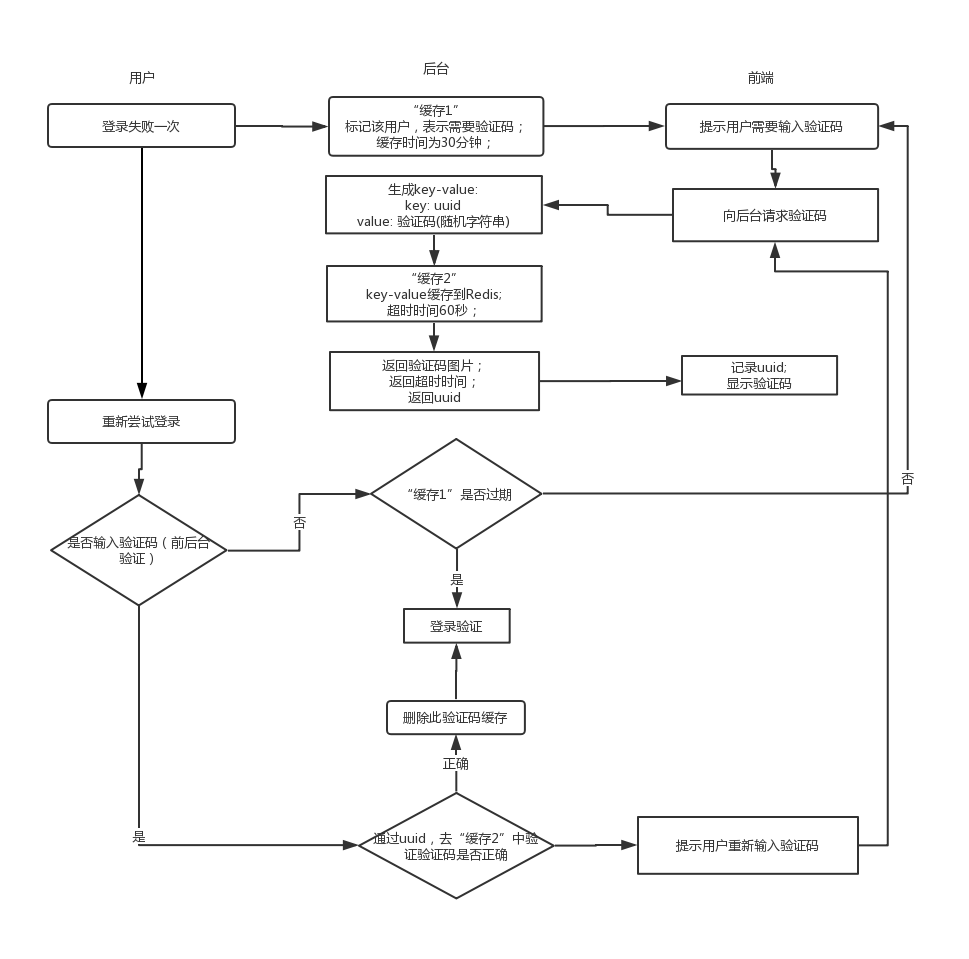 用户
后台
前端
登录失败一次
“缓存1”
标记该用户，表示需要验证码；
缓存时间为30分钟；
提示用户需要输入验证码
生成key-value:
key: uuid
value: 验证码(随机字符串)
向后台请求验证码
“缓存2”
key-value缓存到Redis;
超时时间60秒；
返回验证码图片；
返回超时时间；
返回uuid
记录uuid;
显示验证码
重新尝试登录
“缓存1”是否过期
否
否
是否输入验证码（前后台
验证）
是
登录验证
删除此验证码缓存
正确
是
通过uuid，去“缓存2”中验
证验证码是否正确
提示用户重新输入验证码